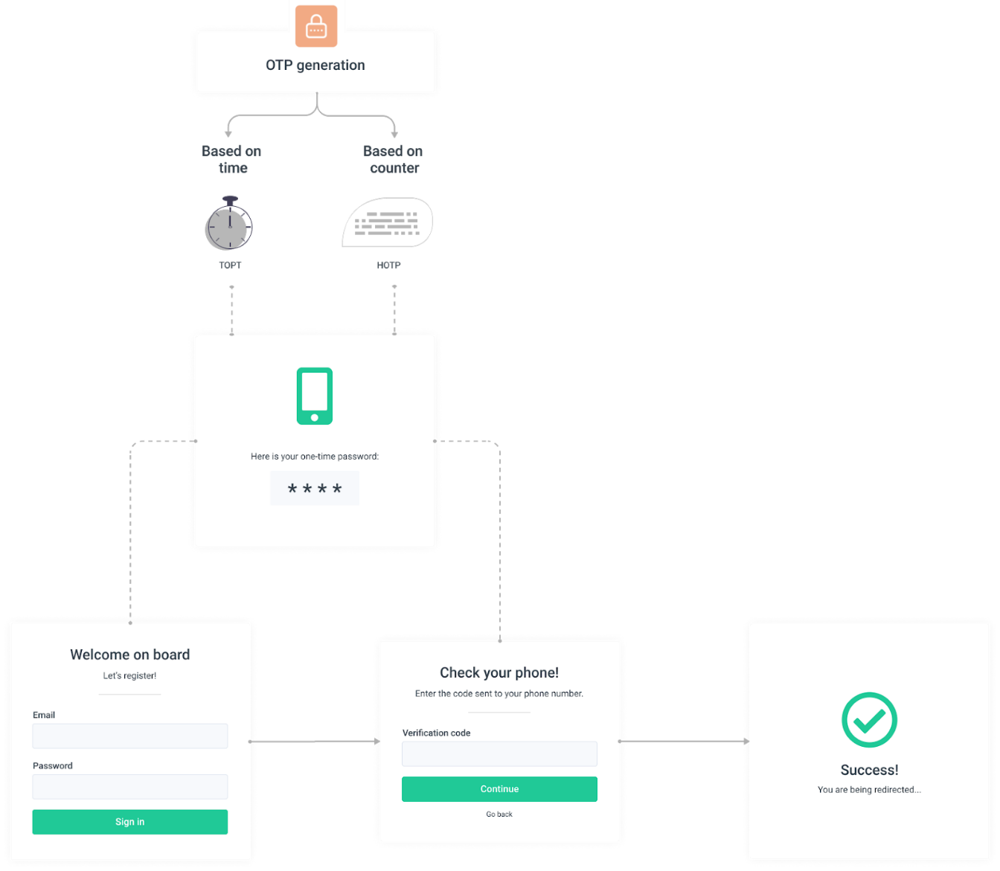 OTP generation
Based on
time
Based on
counter
TOPT
HOTP
Here is your one-time password:
* * * *
Welcome on board
Let's register!
Email
Password
Sign in
Check your phone!
Enter the code sent to your phone number.
Verification code
Continue
Go back
Success!
You are being redirected...